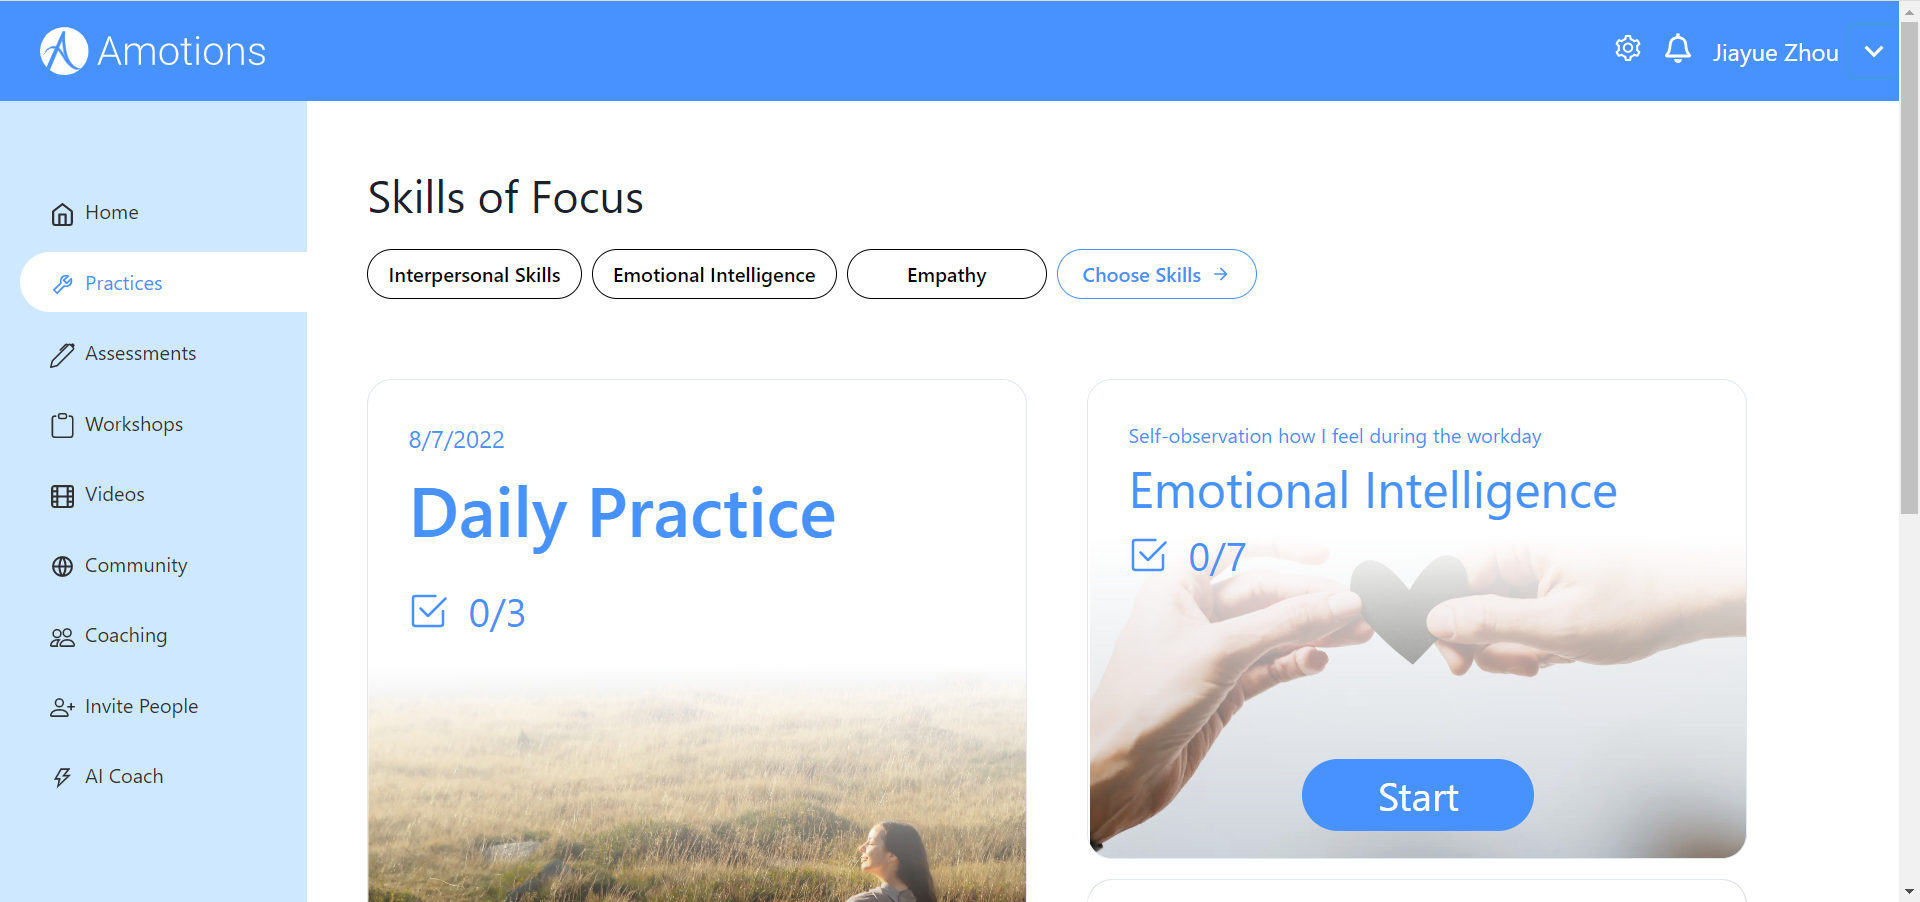 Amotions
Jiayue Zhou
Home
Practices
Assessments
Workshops
Videos
Community
Coaching
Invite People
AI Coach
Skills of Focus
Interpersonal Skills
Emotional Intelligence
Empathy
Choose Skills →
8/7/2022
Daily Practice
0/3
Self-observation how I feel during the workday
Emotional Intelligence
0/7
Start